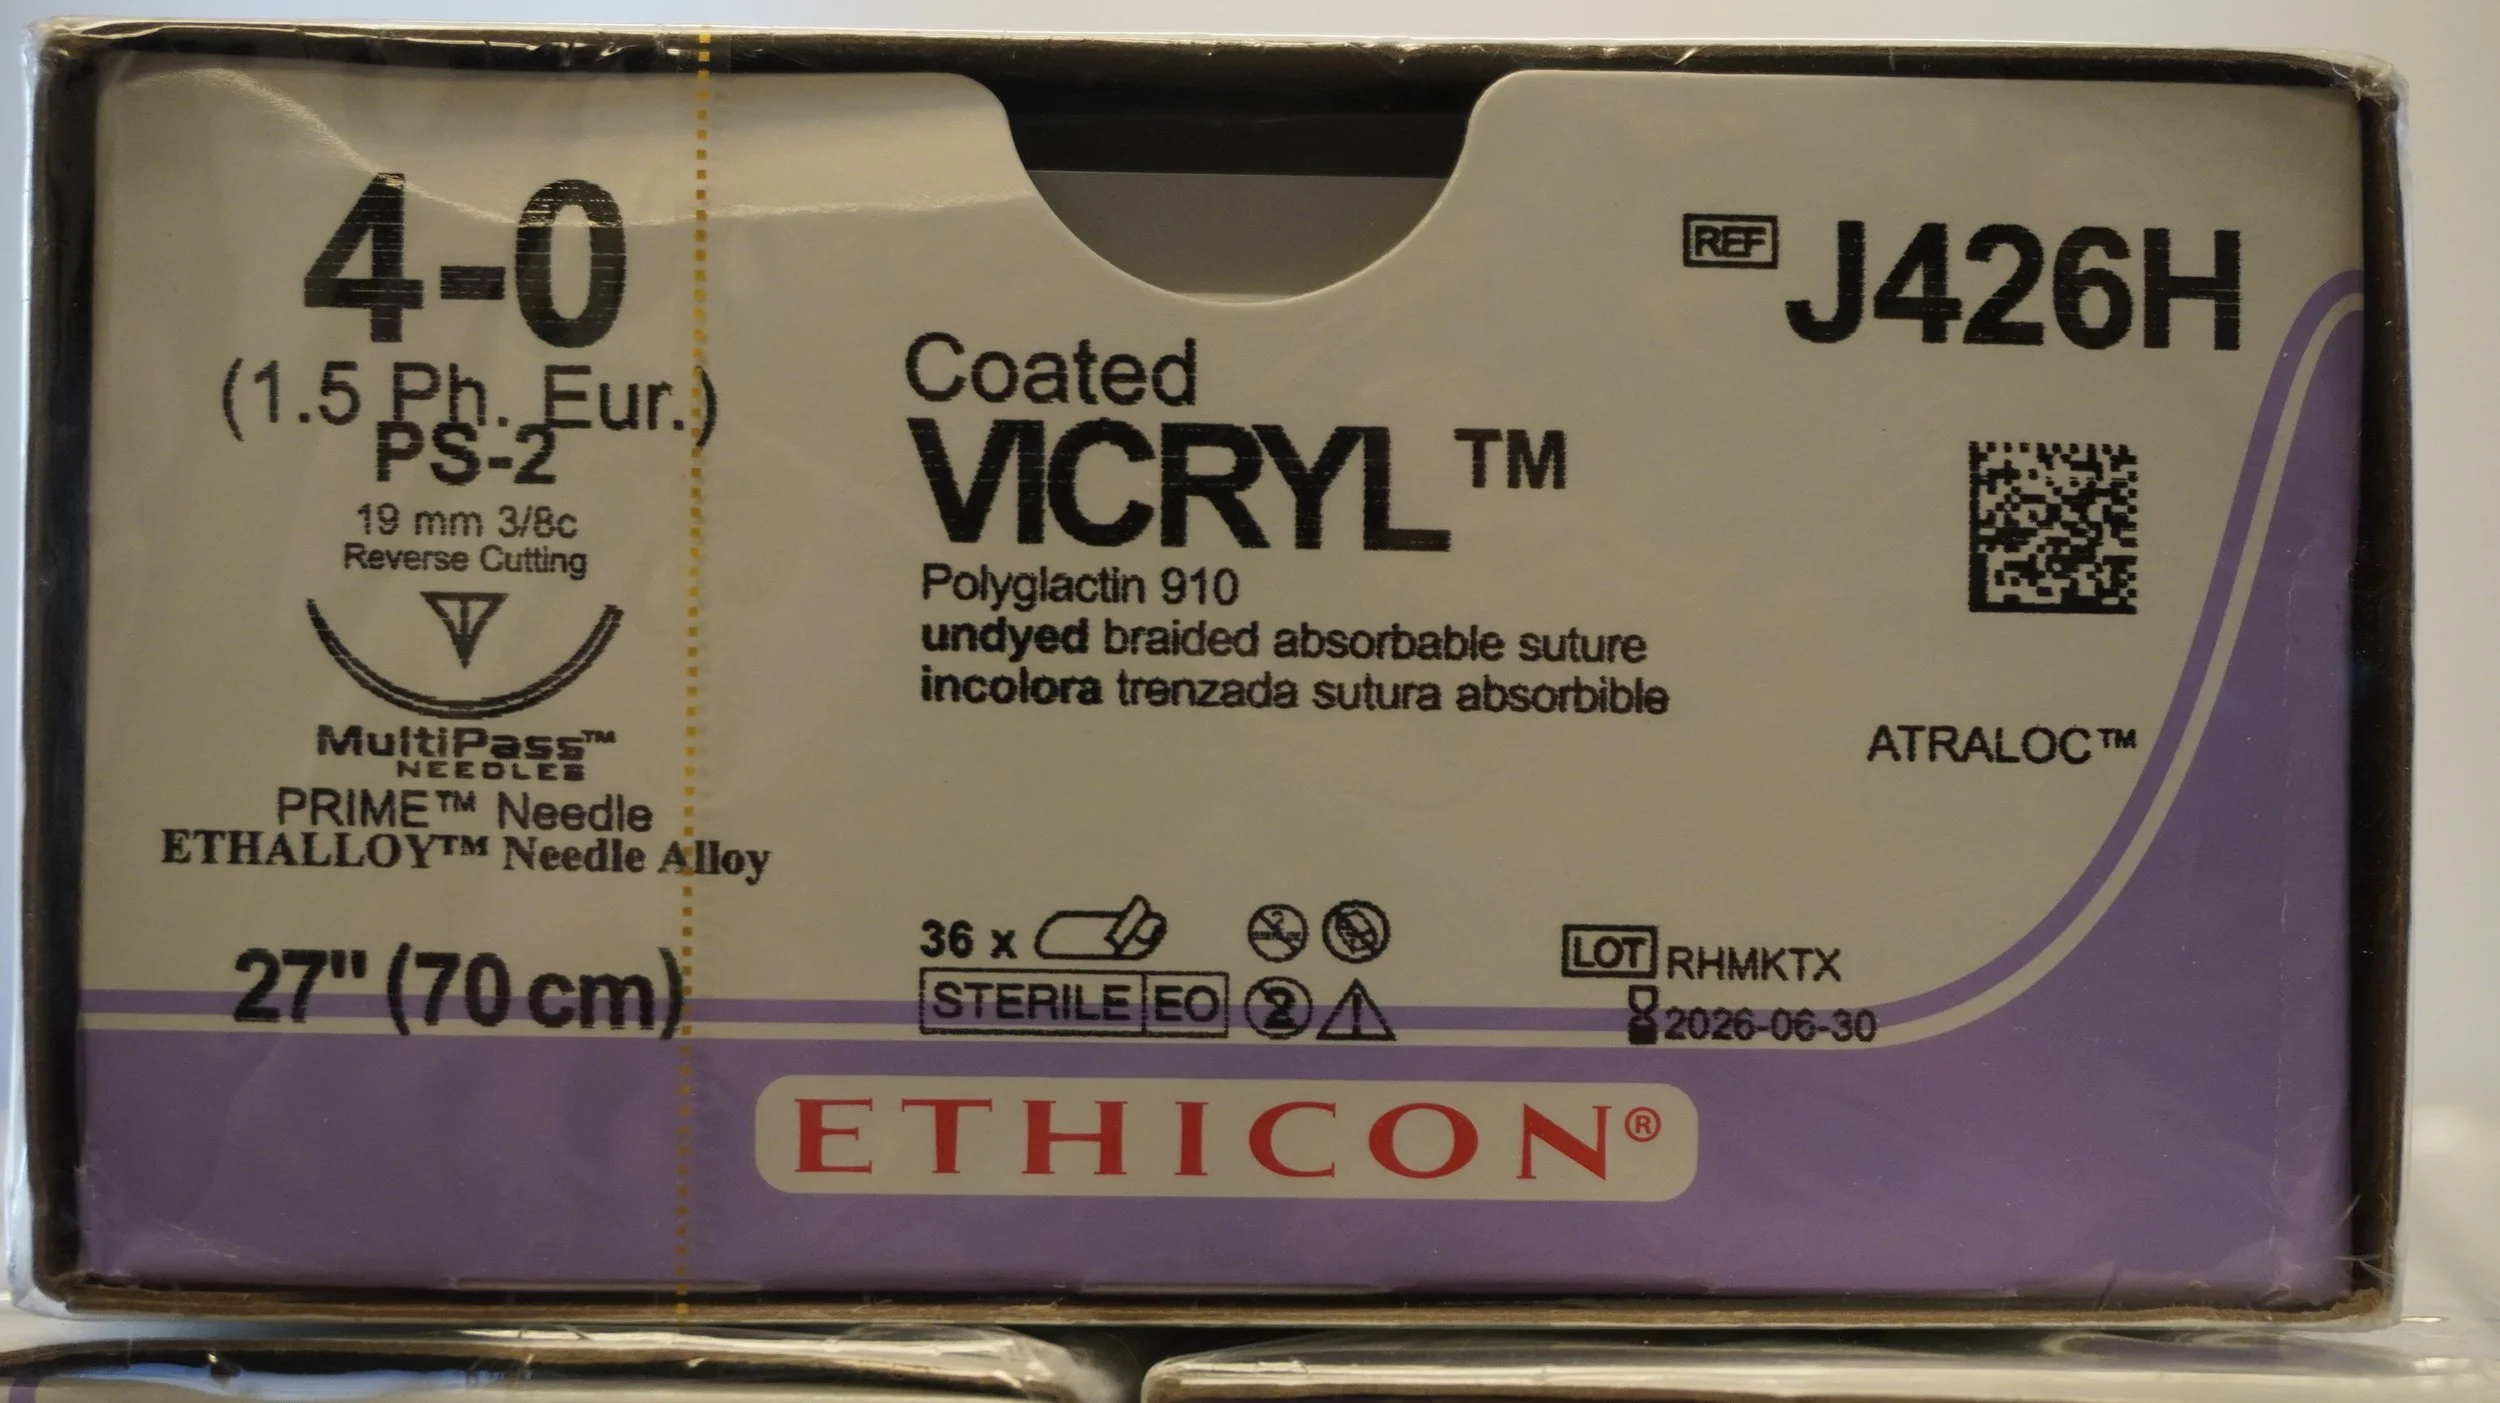 4-0
(1.5 Ph. Eur.)
PS-2
19 mm 3/8c
Reverse Cutting
MultiPass™
NEEDLES
PRIME™ Needle
ETHALLOY™ Needle Alloy
27" (70 cm)
Coated
VICRYL™
Polyglactin 910
undyed braided absorbable suture
incolora trenzada sutura absorbible
36 x
STERILE EO
2
REF J426H
ATRALOC™
LOT RHMKTX
2026-06-30
ETHICON®